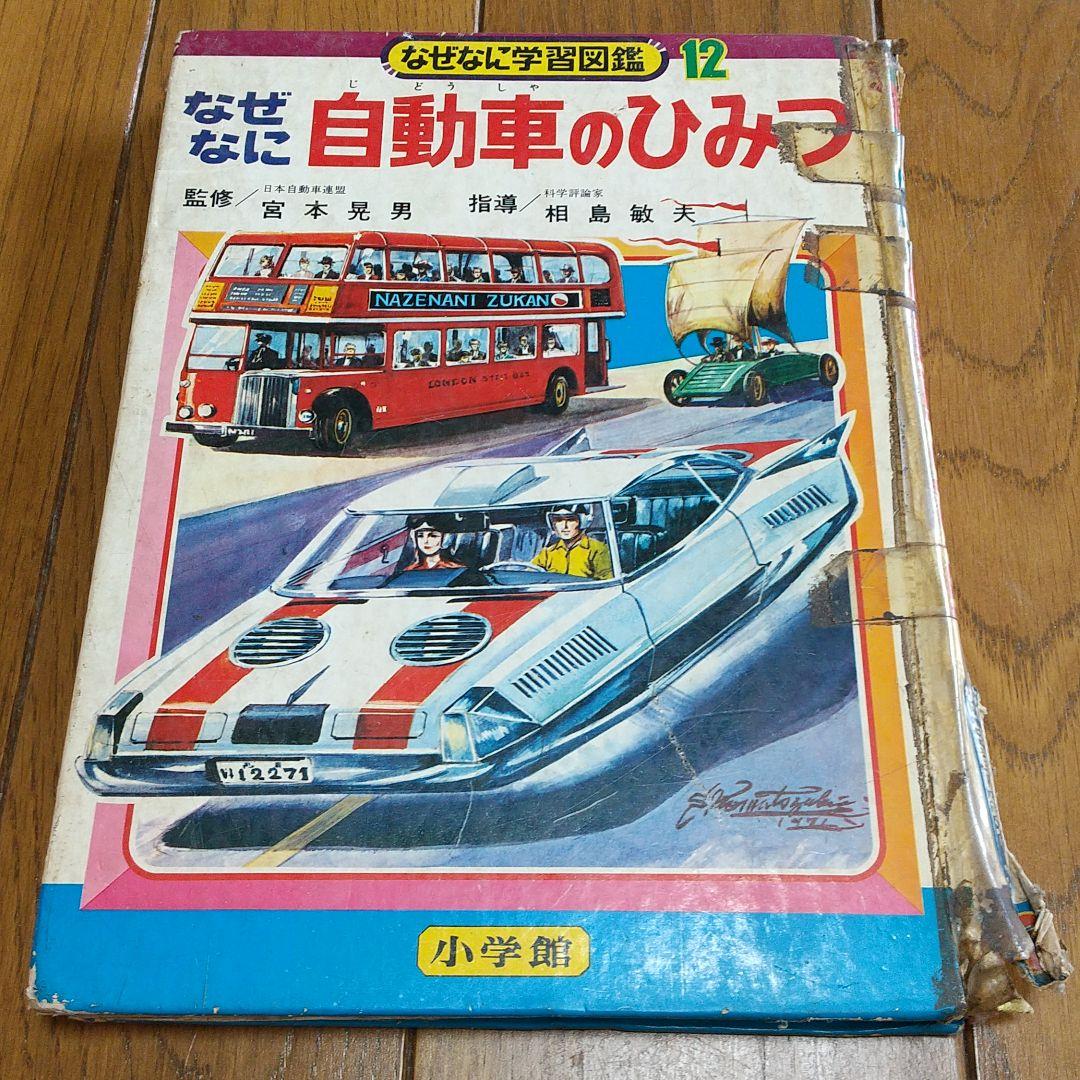 なぜなに学習図鑑 12
じどうしゃ
なぜなに 自動車のひみつ
監修/日本自動車連盟 宮本晃男 指導/科学評論家 相島敏夫
NAZENANI ZUKAN
LONDON
12271
1971
小学館